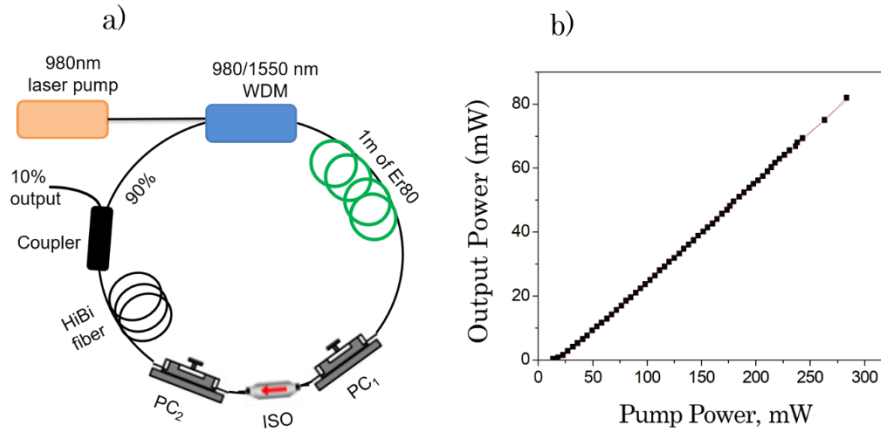 a)
980nm
laser pump
980/1550 nm
WDM
1m of Er80
10%
output
90%
Coupler
HiBi
fiber
PC2
ISO
PC1
b)
Output Power (mW)
80
60
40
20
0
0
50
100
150
200
250
300
Pump Power, mW